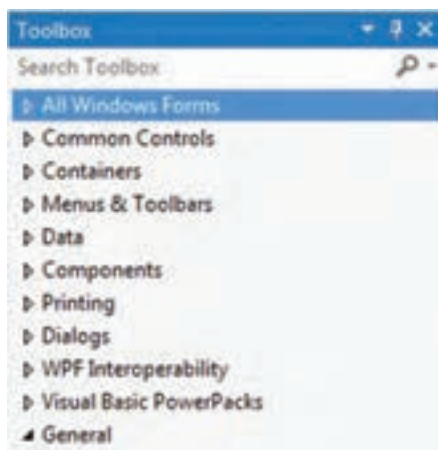 Toolbox
Search Toolbox
All Windows Forms
Common Controls
Containers
Menus & Toolbars
Data
Components
Printing
Dialogs
WPF Interoperability
Visual Basic PowerPacks
General